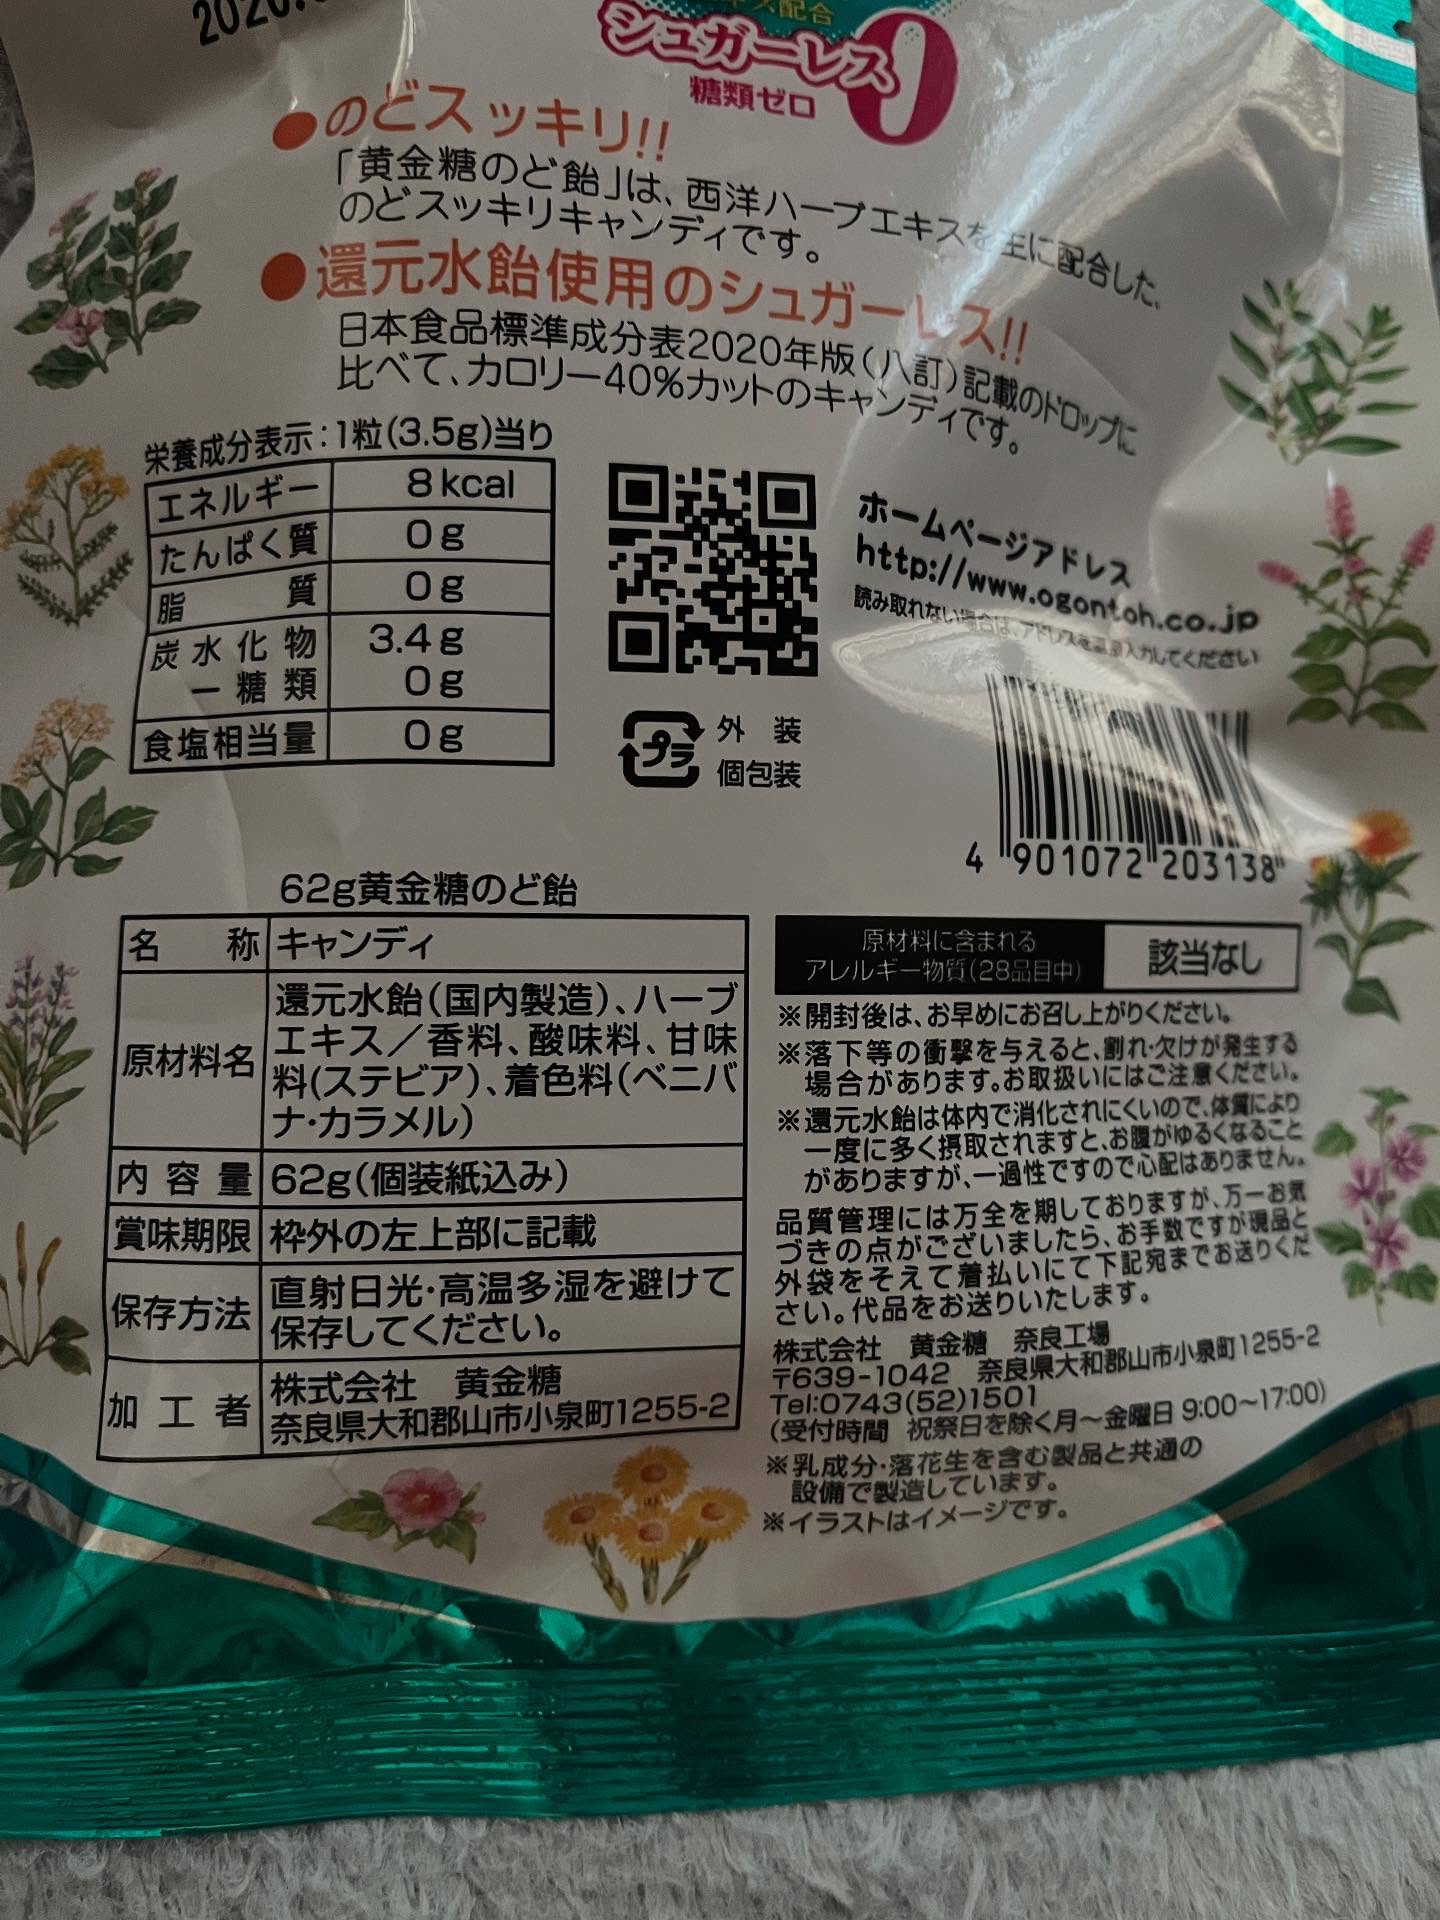 シュガーレス0
糖類ゼロ
●のどスッキリ!!
「黄金糖のど飴」は、西洋ハーブエキスを主に配合した、
のどスッキリキャンディです。
●還元水飴使用のシュガーレス!!
日本食品標準成分表2020年版(八訂)記載のドロップに
比べて、カロリー40%カットのキャンディです。
栄養成分表示:1粒(3.5g)当り
エネルギー 8kcal
たんぱく質 0g
脂質 0g
炭水化物 3.4g
ー糖類 0g
食塩相当量 0g
ホームページアドレス
http://www.ogontoh.co.jp
読み取れない場合は、アドレスを直接入力してください
プラ
外装
個包装
4 901072 203138
62g黄金糖のど飴
名称 キャンディ
原材料名 還元水飴(国内製造)、ハーブ
エキス/香料、酸味料、甘味
料(ステビア)、着色料(ベニバ
ナ・カラメル)
内容量 62g(個装紙込み)
賞味期限 枠外の左上部に記載
保存方法 直射日光・高温多湿を避けて
保存してください。
加工者 株式会社 黄金糖
奈良県大和郡山市小泉町1255-2
原材料に含まれる
アレルギー物質(28品目中) 該当なし
※開封後は、お早めにお召し上がりください。
※落下等の衝撃を与えると、割れ・欠けが発生する
場合があります。お取扱いにはご注意ください。
※還元水飴は体内で消化されにくいので、体質により
一度に多く摂取されますと、お腹がゆるくなること
がありますが、一過性ですので心配はありません。
品質管理には万全を期しておりますが、万一お気
づきの点がございましたら、お手数ですが現品と
外袋をそえて着払いにて下記宛までお送りくだ
さい。代品をお送りいたします。
株式会社 黄金糖 奈良工場
〒639-1042 奈良県大和郡山市小泉町1255-2
Tel:0743(52)1501
(受付時間 祝祭日を除く月～金曜日 9:00～17:00)
※乳成分・落花生を含む製品と共通の
設備で製造しています。
※イラストはイメージです。